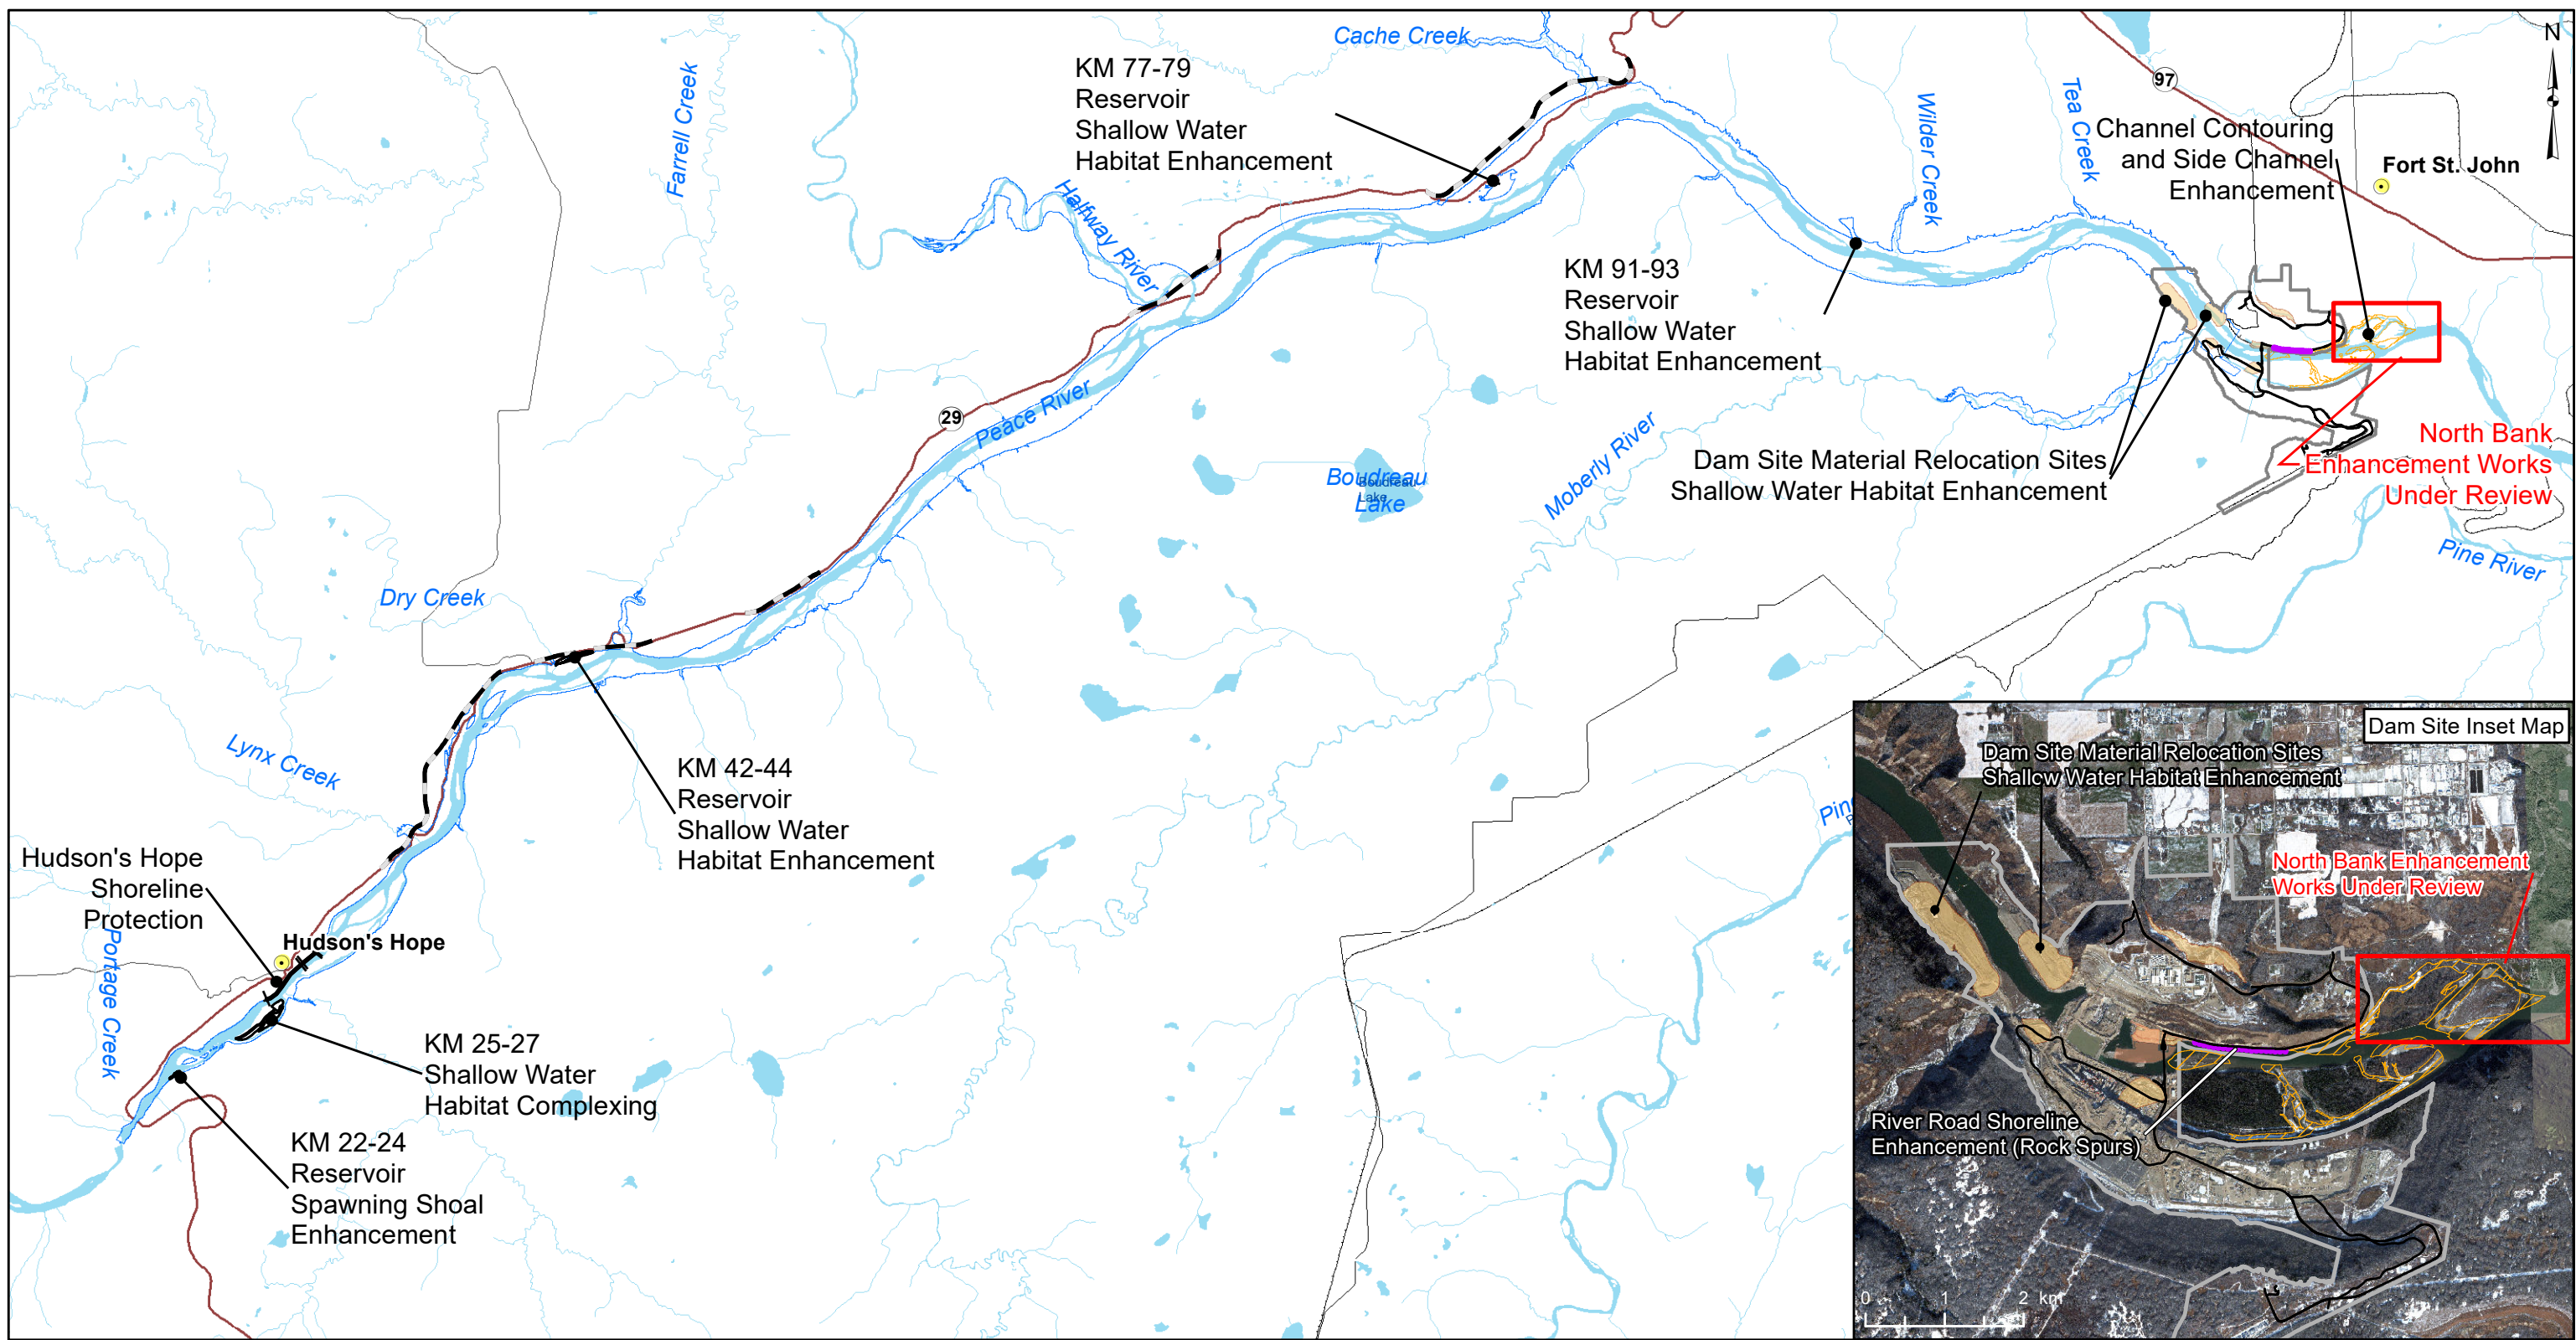 Cache Creek
N
KM 77-79
Reservoir
Shallow Water
Habitat Enhancement
97
Farrell Creek
Wilder Creek
Tea Creek
Channel Contouring
and Side Channel
Enhancement
Fort St. John
Halfway River
KM 91-93
Reservoir
Shallow Water
Habitat Enhancement
29
Peace River
Boudreau
Lake
Boudreau
Lake
Moberly River
Dam Site Material Relocation Sites
Shallow Water Habitat Enhancement
North Bank
Enhancement Works
Under Review
Pine River
Dry Creek
Lynx Creek
KM 42-44
Reservoir
Shallow Water
Habitat Enhancement
Hudson's Hope
Shoreline
Protection
Hudson's Hope
Portage Creek
KM 25-27
Shallow Water
Habitat Complexing
KM 22-24
Reservoir
Spawning Shoal
Enhancement
Dam Site Inset Map
Dam Site Material Relocation Sites
Shallow Water Habitat Enhancement
North Bank Enhancement
Works Under Review
River Road Shoreline
Enhancement (Rock Spurs)
0 1 2 km